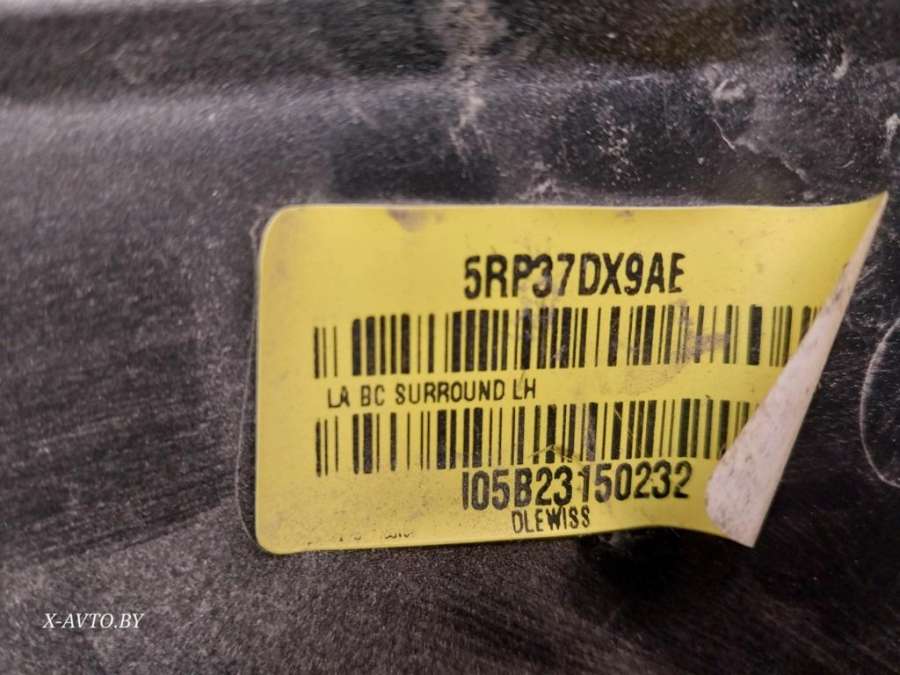 5RP37DX9AE
LA BC SURROUND LH
I05B23150232
DLEWISS
X-AVTO.BY